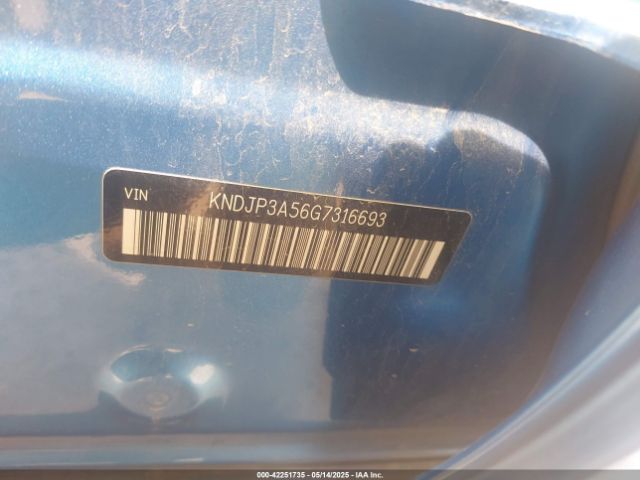 VIN
KNDJP3A56G7316693
000-42251735 — 05/14/2025 — IAA Inc.